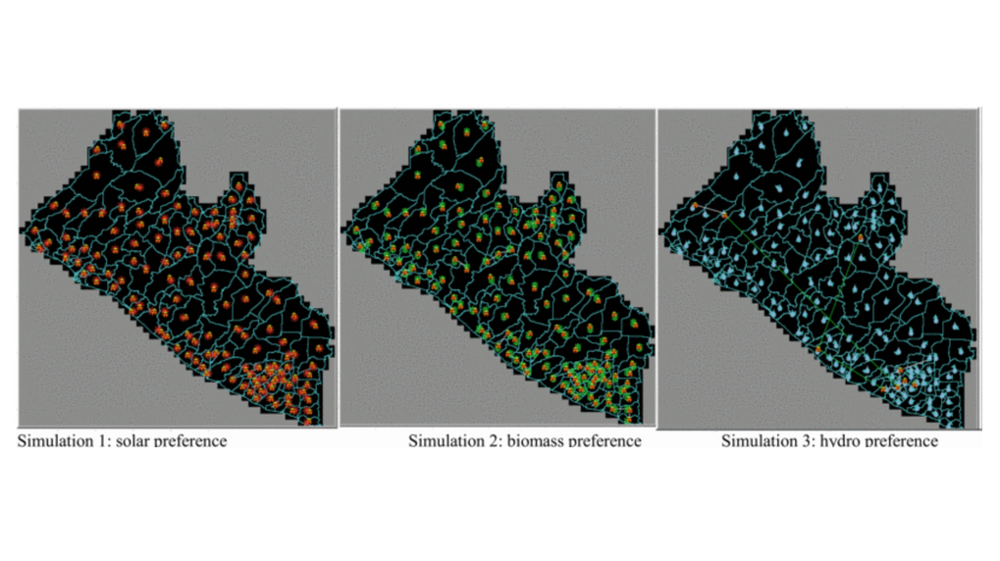 Simulation 1: solar preference
Simulation 2: biomass preference
Simulation 3: hydro preference